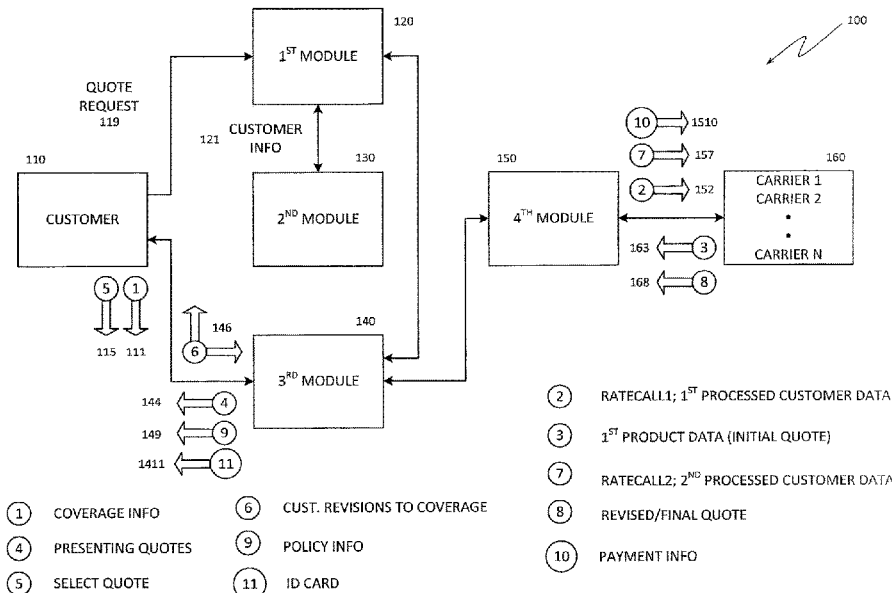 120
100
1ST MODULE
QUOTE
REQUEST
119
121
CUSTOMER
INFO
10
1510
110
130
150
7
157
160
2
152
CUSTOMER
2ND MODULE
4TH MODULE
CARRIER 1
CARRIER 2
•
•
CARRIER N
163
3
168
8
5
1
115
111
146
6
140
3RD MODULE
144
4
149
9
1411
11
2 RATECALL1; 1ST PROCESSED CUSTOMER DATA
3 1ST PRODUCT DATA (INITIAL QUOTE)
7 RATECALL2; 2ND PROCESSED CUSTOMER DATA
8 REVISED/FINAL QUOTE
10 PAYMENT INFO
1 COVERAGE INFO
4 PRESENTING QUOTES
5 SELECT QUOTE
6 CUST. REVISIONS TO COVERAGE
9 POLICY INFO
11 ID CARD